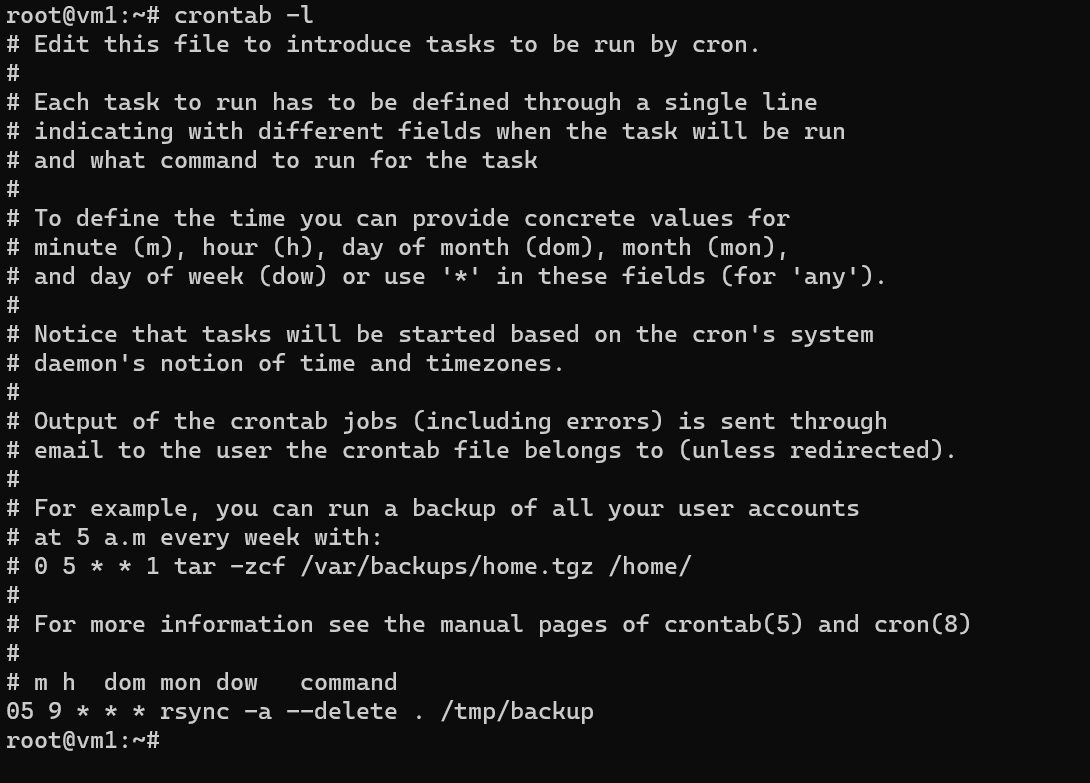 root@vm1:~# crontab -l
# Edit this file to introduce tasks to be run by cron.
#
# Each task to run has to be defined through a single line
# indicating with different fields when the task will be run
# and what command to run for the task
#
# To define the time you can provide concrete values for
# minute (m), hour (h), day of month (dom), month (mon),
# and day of week (dow) or use '*' in these fields (for 'any').
#
# Notice that tasks will be started based on the cron's system
# daemon's notion of time and timezones.
#
# Output of the crontab jobs (including errors) is sent through
# email to the user the crontab file belongs to (unless redirected).
#
# For example, you can run a backup of all your user accounts
# at 5 a.m every week with:
# 0 5 * * 1 tar -zcf /var/backups/home.tgz /home/
#
# For more information see the manual pages of crontab(5) and cron(8)
#
# m h  dom mon dow   command
05 9 * * * rsync -a --delete . /tmp/backup
root@vm1:~#